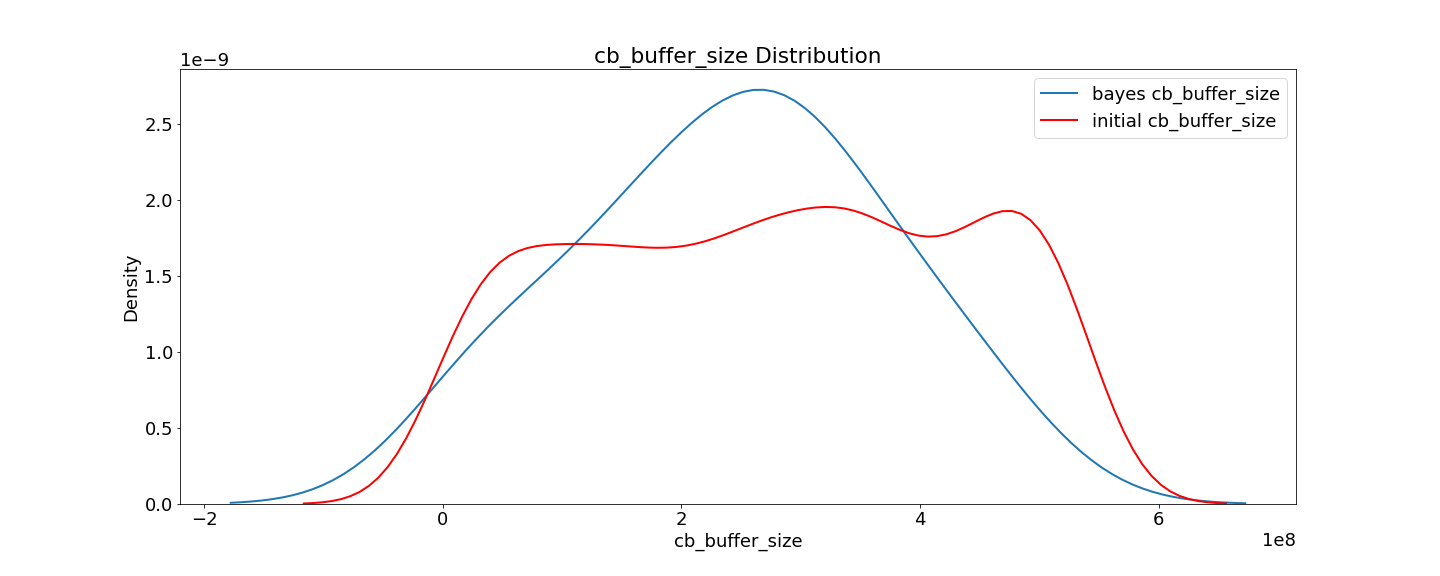 cb_buffer_size Distribution
1e−9
bayes cb_buffer_size
initial cb_buffer_size
2.5
2.0
1.5
1.0
0.5
0.0
Density
−2
0
2
4
6
1e8
cb_buffer_size